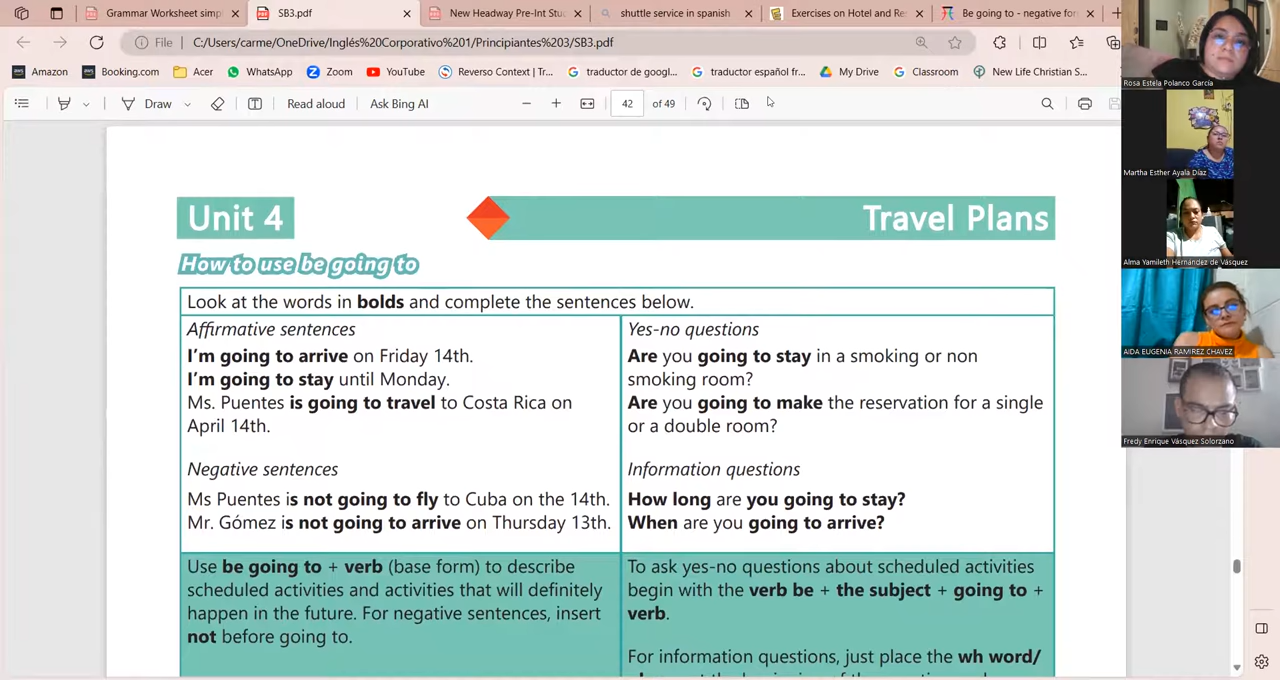 Grammar Worksheet simp
SB3.pdf
New Headway Pre-Int Stud
shuttle service in spanish
Exercises on Hotel and Re
Be going to - negative for
File
C:/Users/carme/OneDrive/Inglés%20Corporativo%201/Principiantes%203/SB3.pdf
Amazon
Booking.com
Acer
WhatsApp
Zoom
YouTube
Reverso Context | Tr...
traductor de googl...
traductor español fr...
My Drive
Classroom
New Life Christian S...
Draw
Read aloud
Ask Bing AI
42
of 49
Rosa Estela Polanco García
Martha Esther Ayala Díaz
Alma Yamileth Hernández de Vásquez
AIDA EUGENIA RAMIREZ CHAVEZ
Fredy Enrique Vásquez Solorzano
Unit 4
Travel Plans
How to use be going to
Look at the words in bolds and complete the sentences below.
Affirmative sentences
I'm going to arrive on Friday 14th.
I'm going to stay until Monday.
Ms. Puentes is going to travel to Costa Rica on
April 14th.
Negative sentences
Ms Puentes is not going to fly to Cuba on the 14th.
Mr. Gómez is not going to arrive on Thursday 13th.
Yes-no questions
Are you going to stay in a smoking or non
smoking room?
Are you going to make the reservation for a single
or a double room?
Information questions
How long are you going to stay?
When are you going to arrive?
Use be going to + verb (base form) to describe
scheduled activities and activities that will definitely
happen in the future. For negative sentences, insert
not before going to.
To ask yes-no questions about scheduled activities
begin with the verb be + the subject + going to +
verb.
For information questions, just place the wh word/